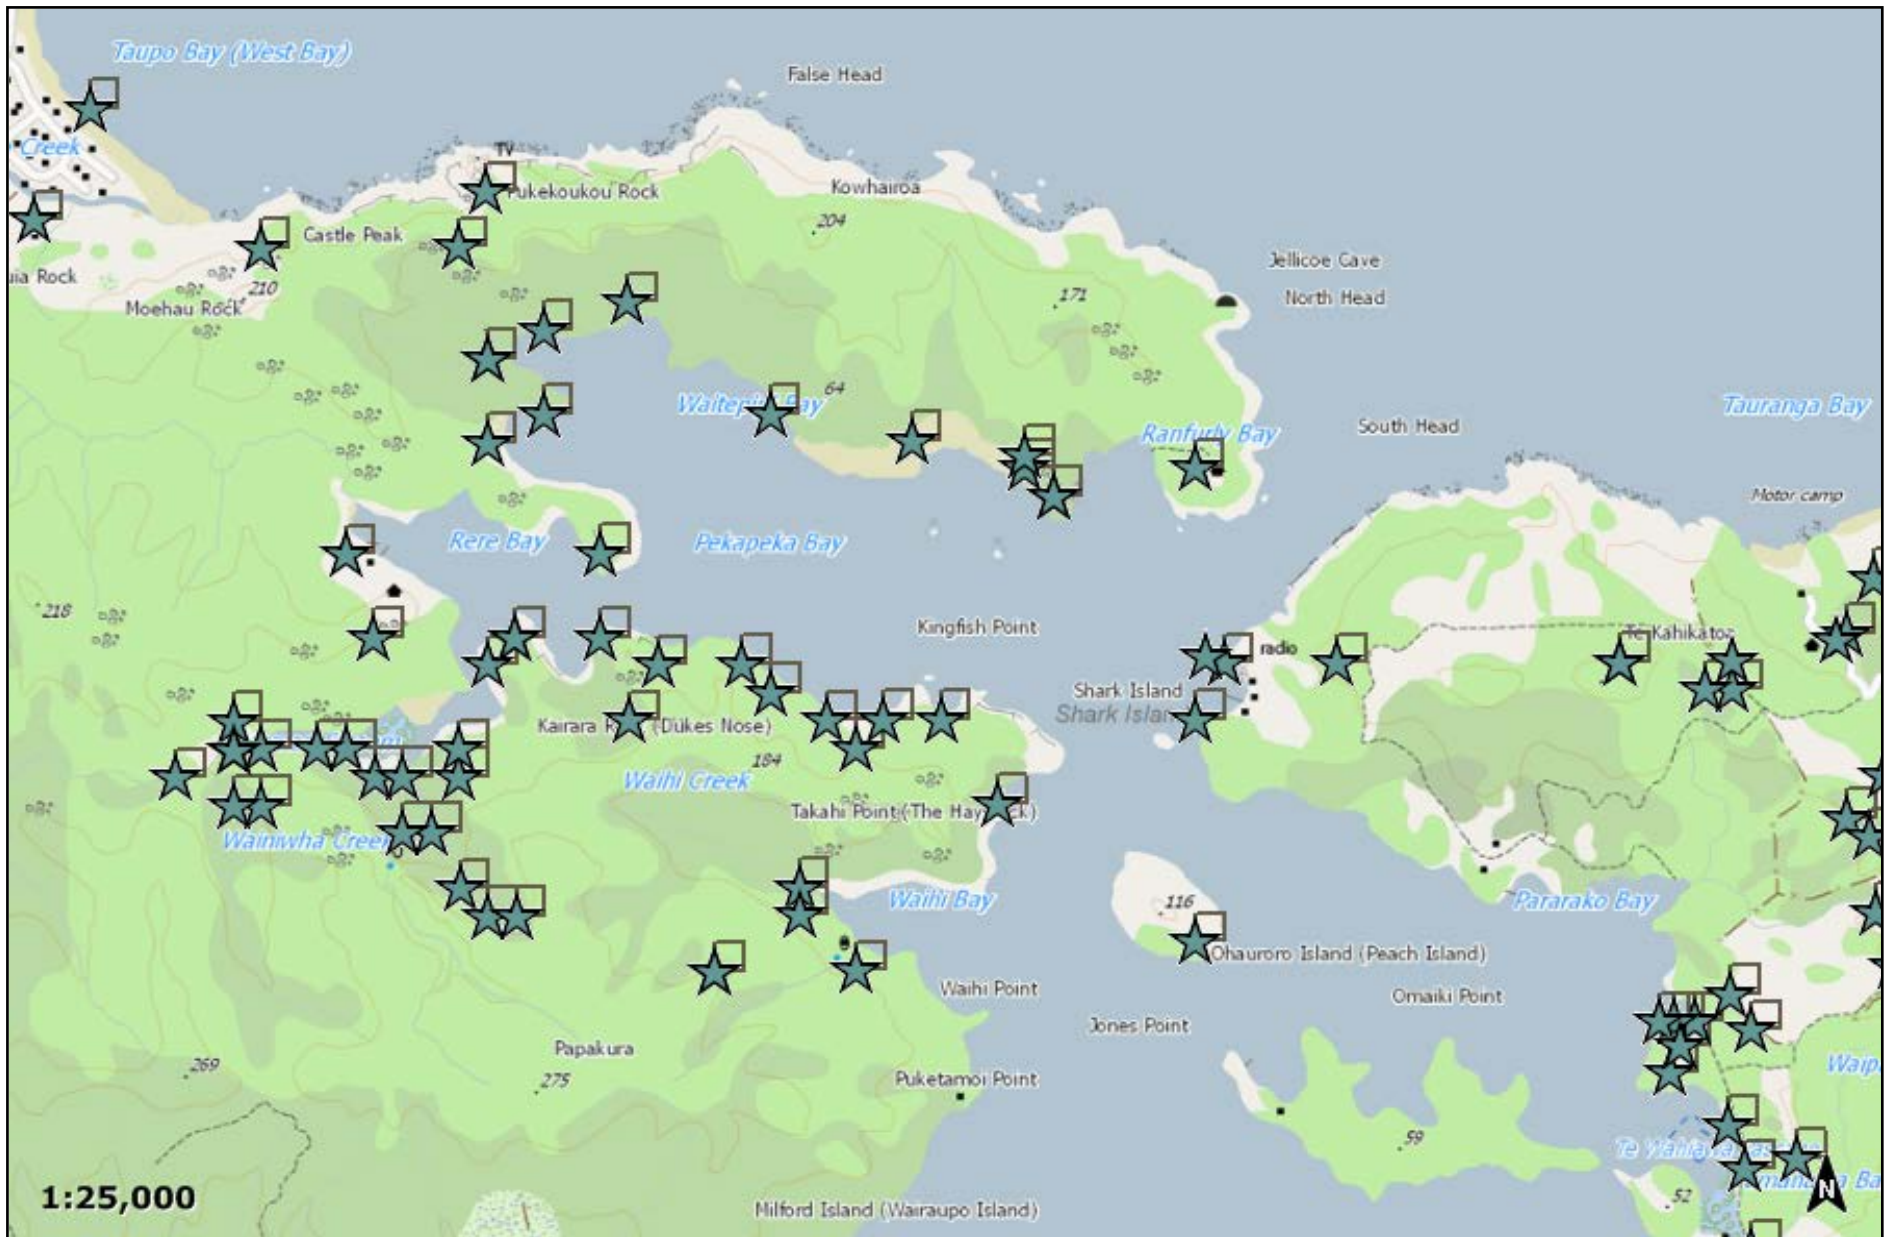 Taupo Bay (West Bay)
False Head
Creek
TV
Pukekoukou Rock
Kowhairoa
204
Castle Peak
Jellicoe Cave
Rock
210
171
North Head
Moehau Rock
64
Tauranga Bay
Ranfurly Bay
South Head
Motor camp
Rere Bay
Pekapeka Bay
218
Kingfish Point
Te Kahikatoa
radio
Shark Island
Kairara (Dukes Nose)
184
Waihi Creek
Takahi Point (The
Wainiwha Creek
Waihi Bay
116
Pararako Bay
Ohauroro Island (Peach Island)
Waihi Point
Omaiki Point
Jones Point
Papakura
269
275
Puketamoi Point
59
Te
52
1:25,000
N
Milford Island (Wairaupo Island)